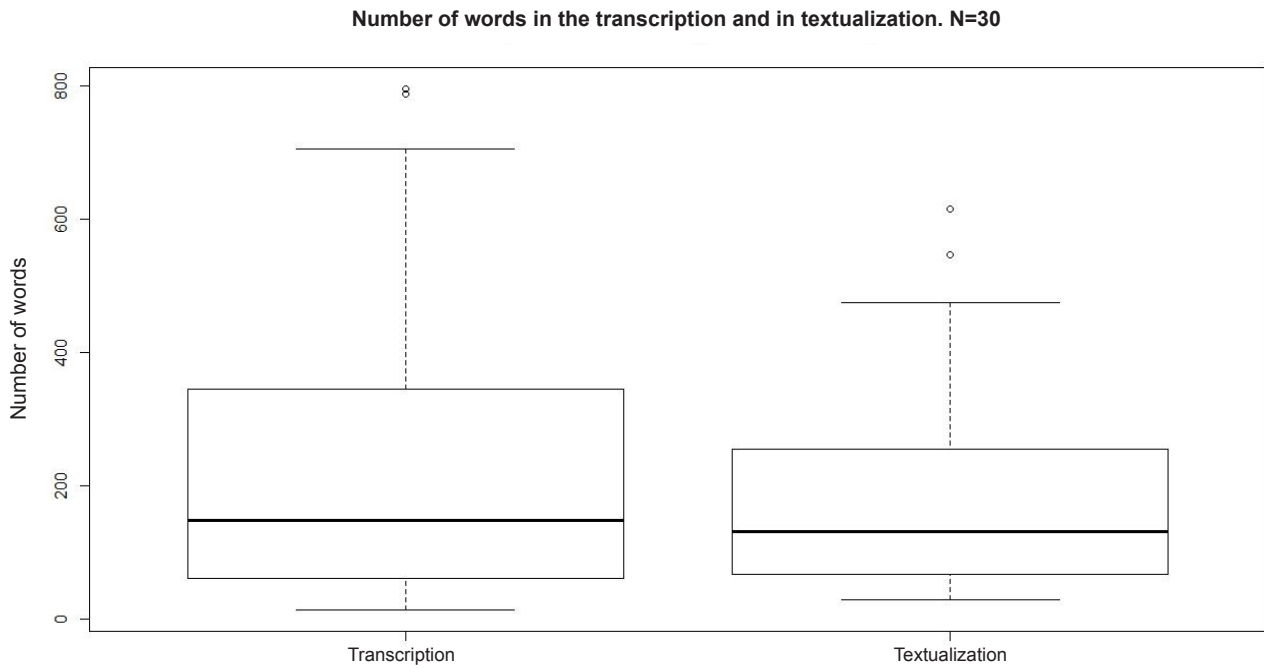 Number of words in the transcription and in textualization. N=30
800
600
400
200
0
Number of words
Transcription
Textualization